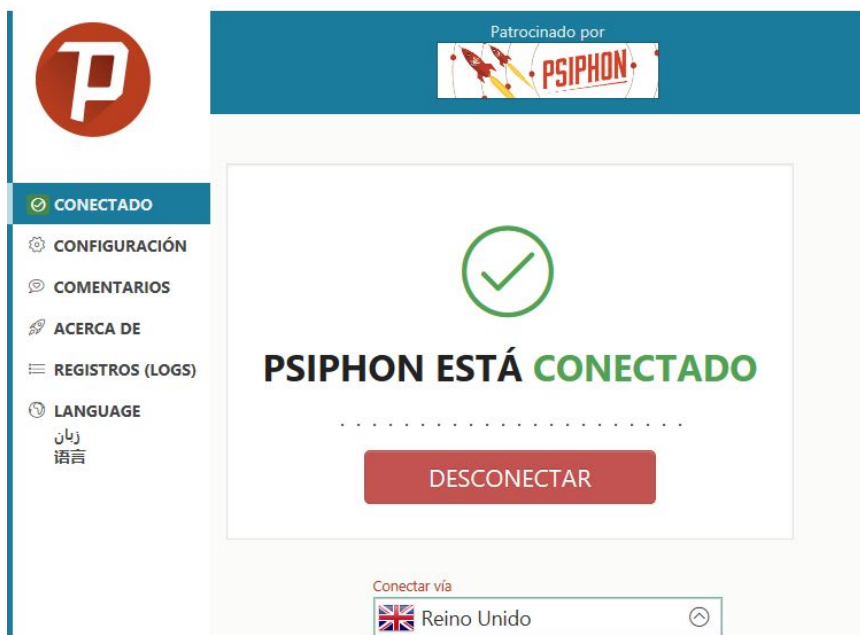 Patrocinado por
PSIPHON
CONECTADO
CONFIGURACIÓN
COMENTARIOS
ACERCA DE
REGISTROS (LOGS)
LANGUAGE
زبان
语言
PSIPHON ESTÁ CONECTADO
DESCONECTAR
Conectar vía
Reino Unido